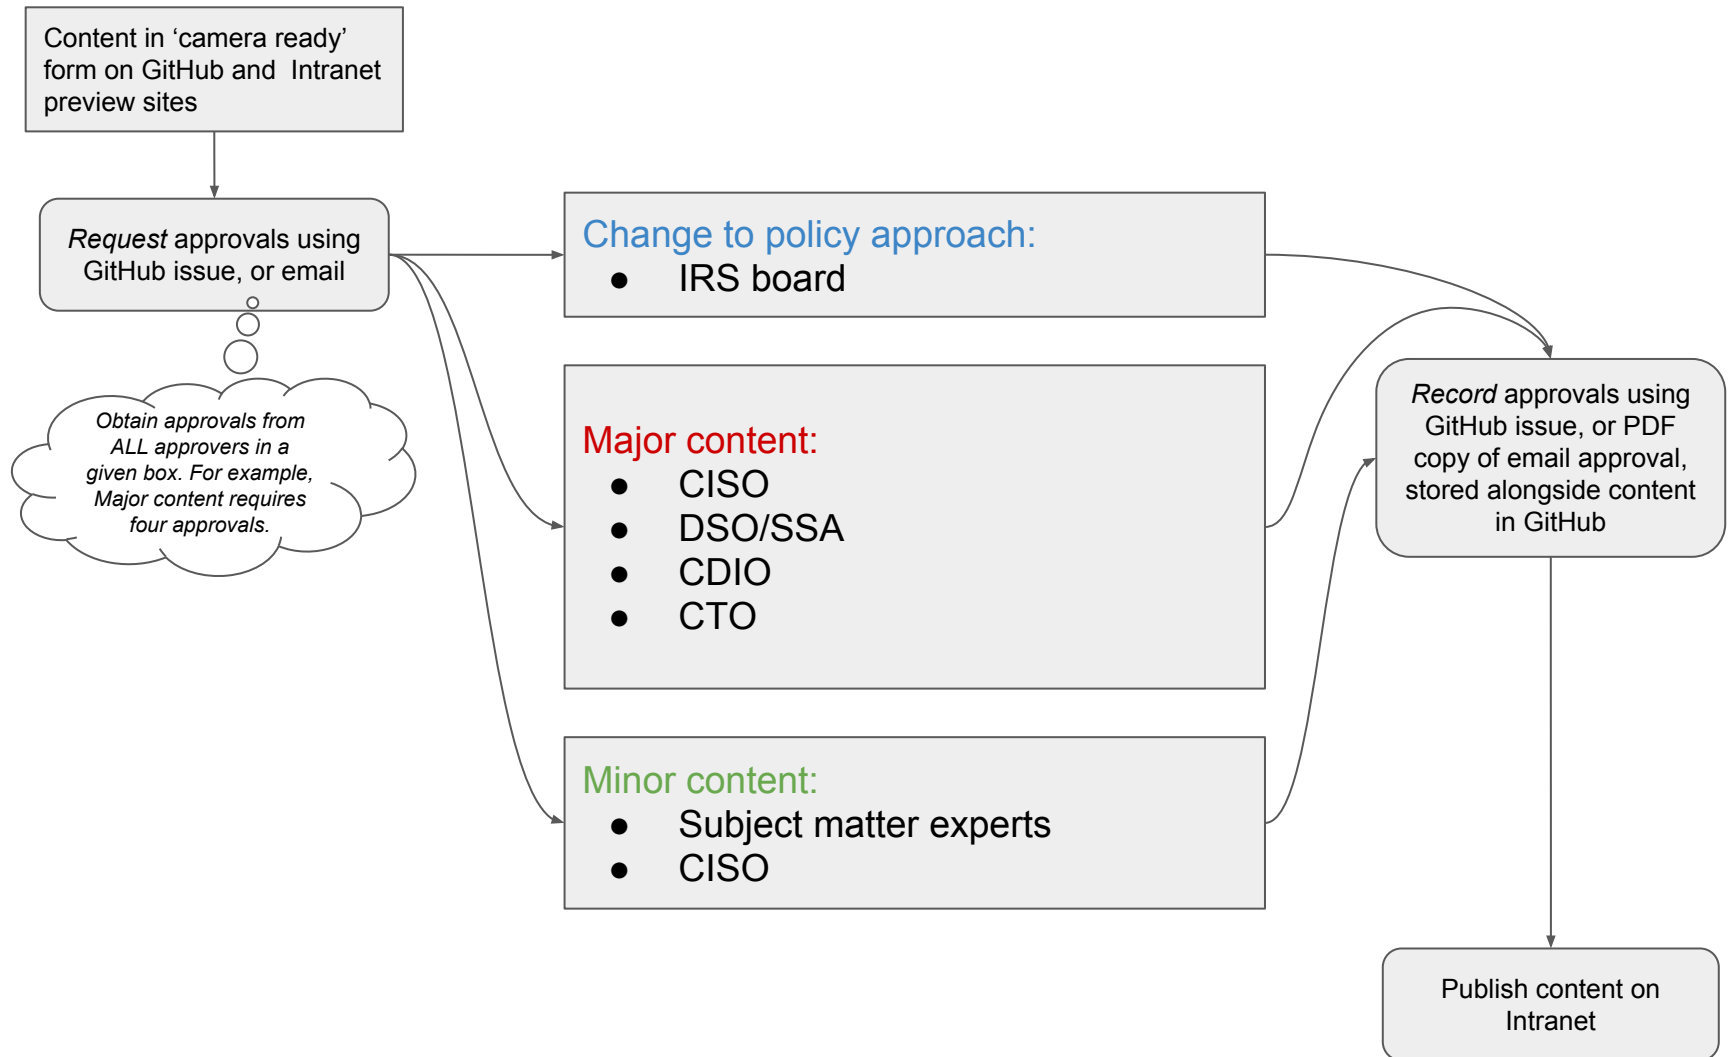 Content in ‘camera ready’
form on GitHub and Intranet
preview sites
Request approvals using
GitHub issue, or email
Obtain approvals from
ALL approvers in a
given box. For example,
Major content requires
four approvals.
Change to policy approach:
● IRS board
Major content:
● CISO
● DSO/SSA
● CDIO
● CTO
Minor content:
● Subject matter experts
● CISO
Record approvals using
GitHub issue, or PDF
copy of email approval,
stored alongside content
in GitHub
Publish content on
Intranet